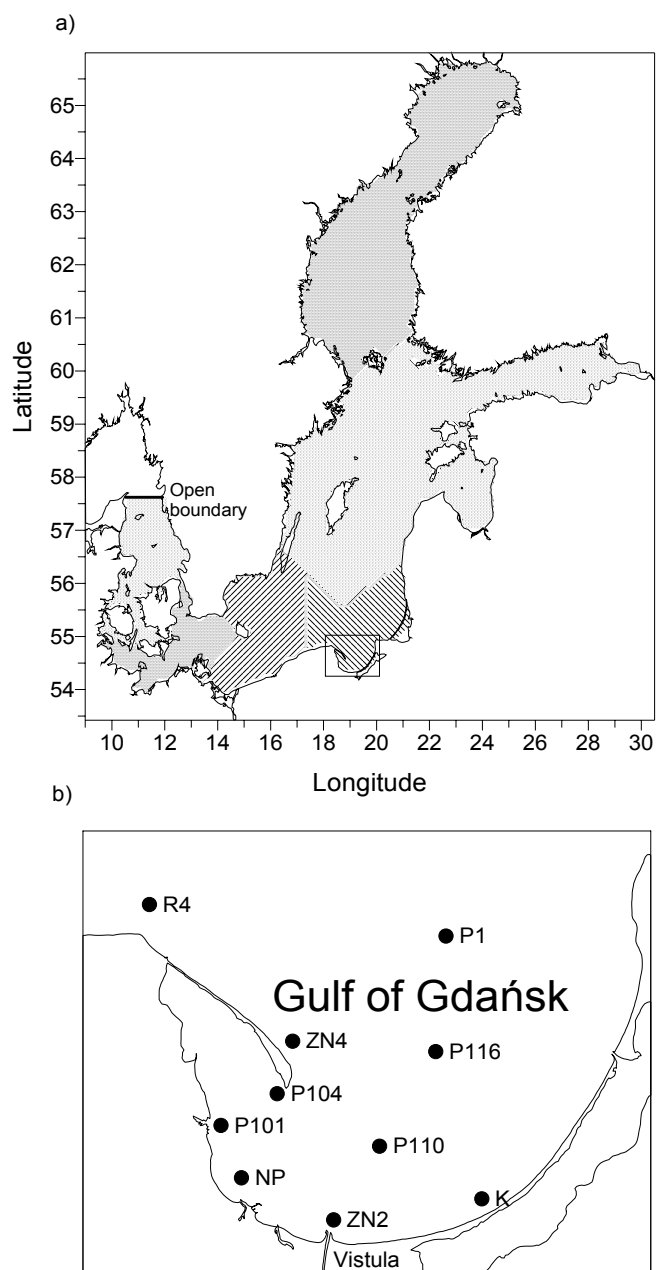 a)
65
64
63
62
61
60
59
58
57
56
55
54
Latitude
Open
boundary
10 12 14 16 18 20 22 24 26 28 30
Longitude
b)
R4
P1
Gulf of Gdańsk
ZN4
P116
P104
P101
P110
NP
K
ZN2
Vistula